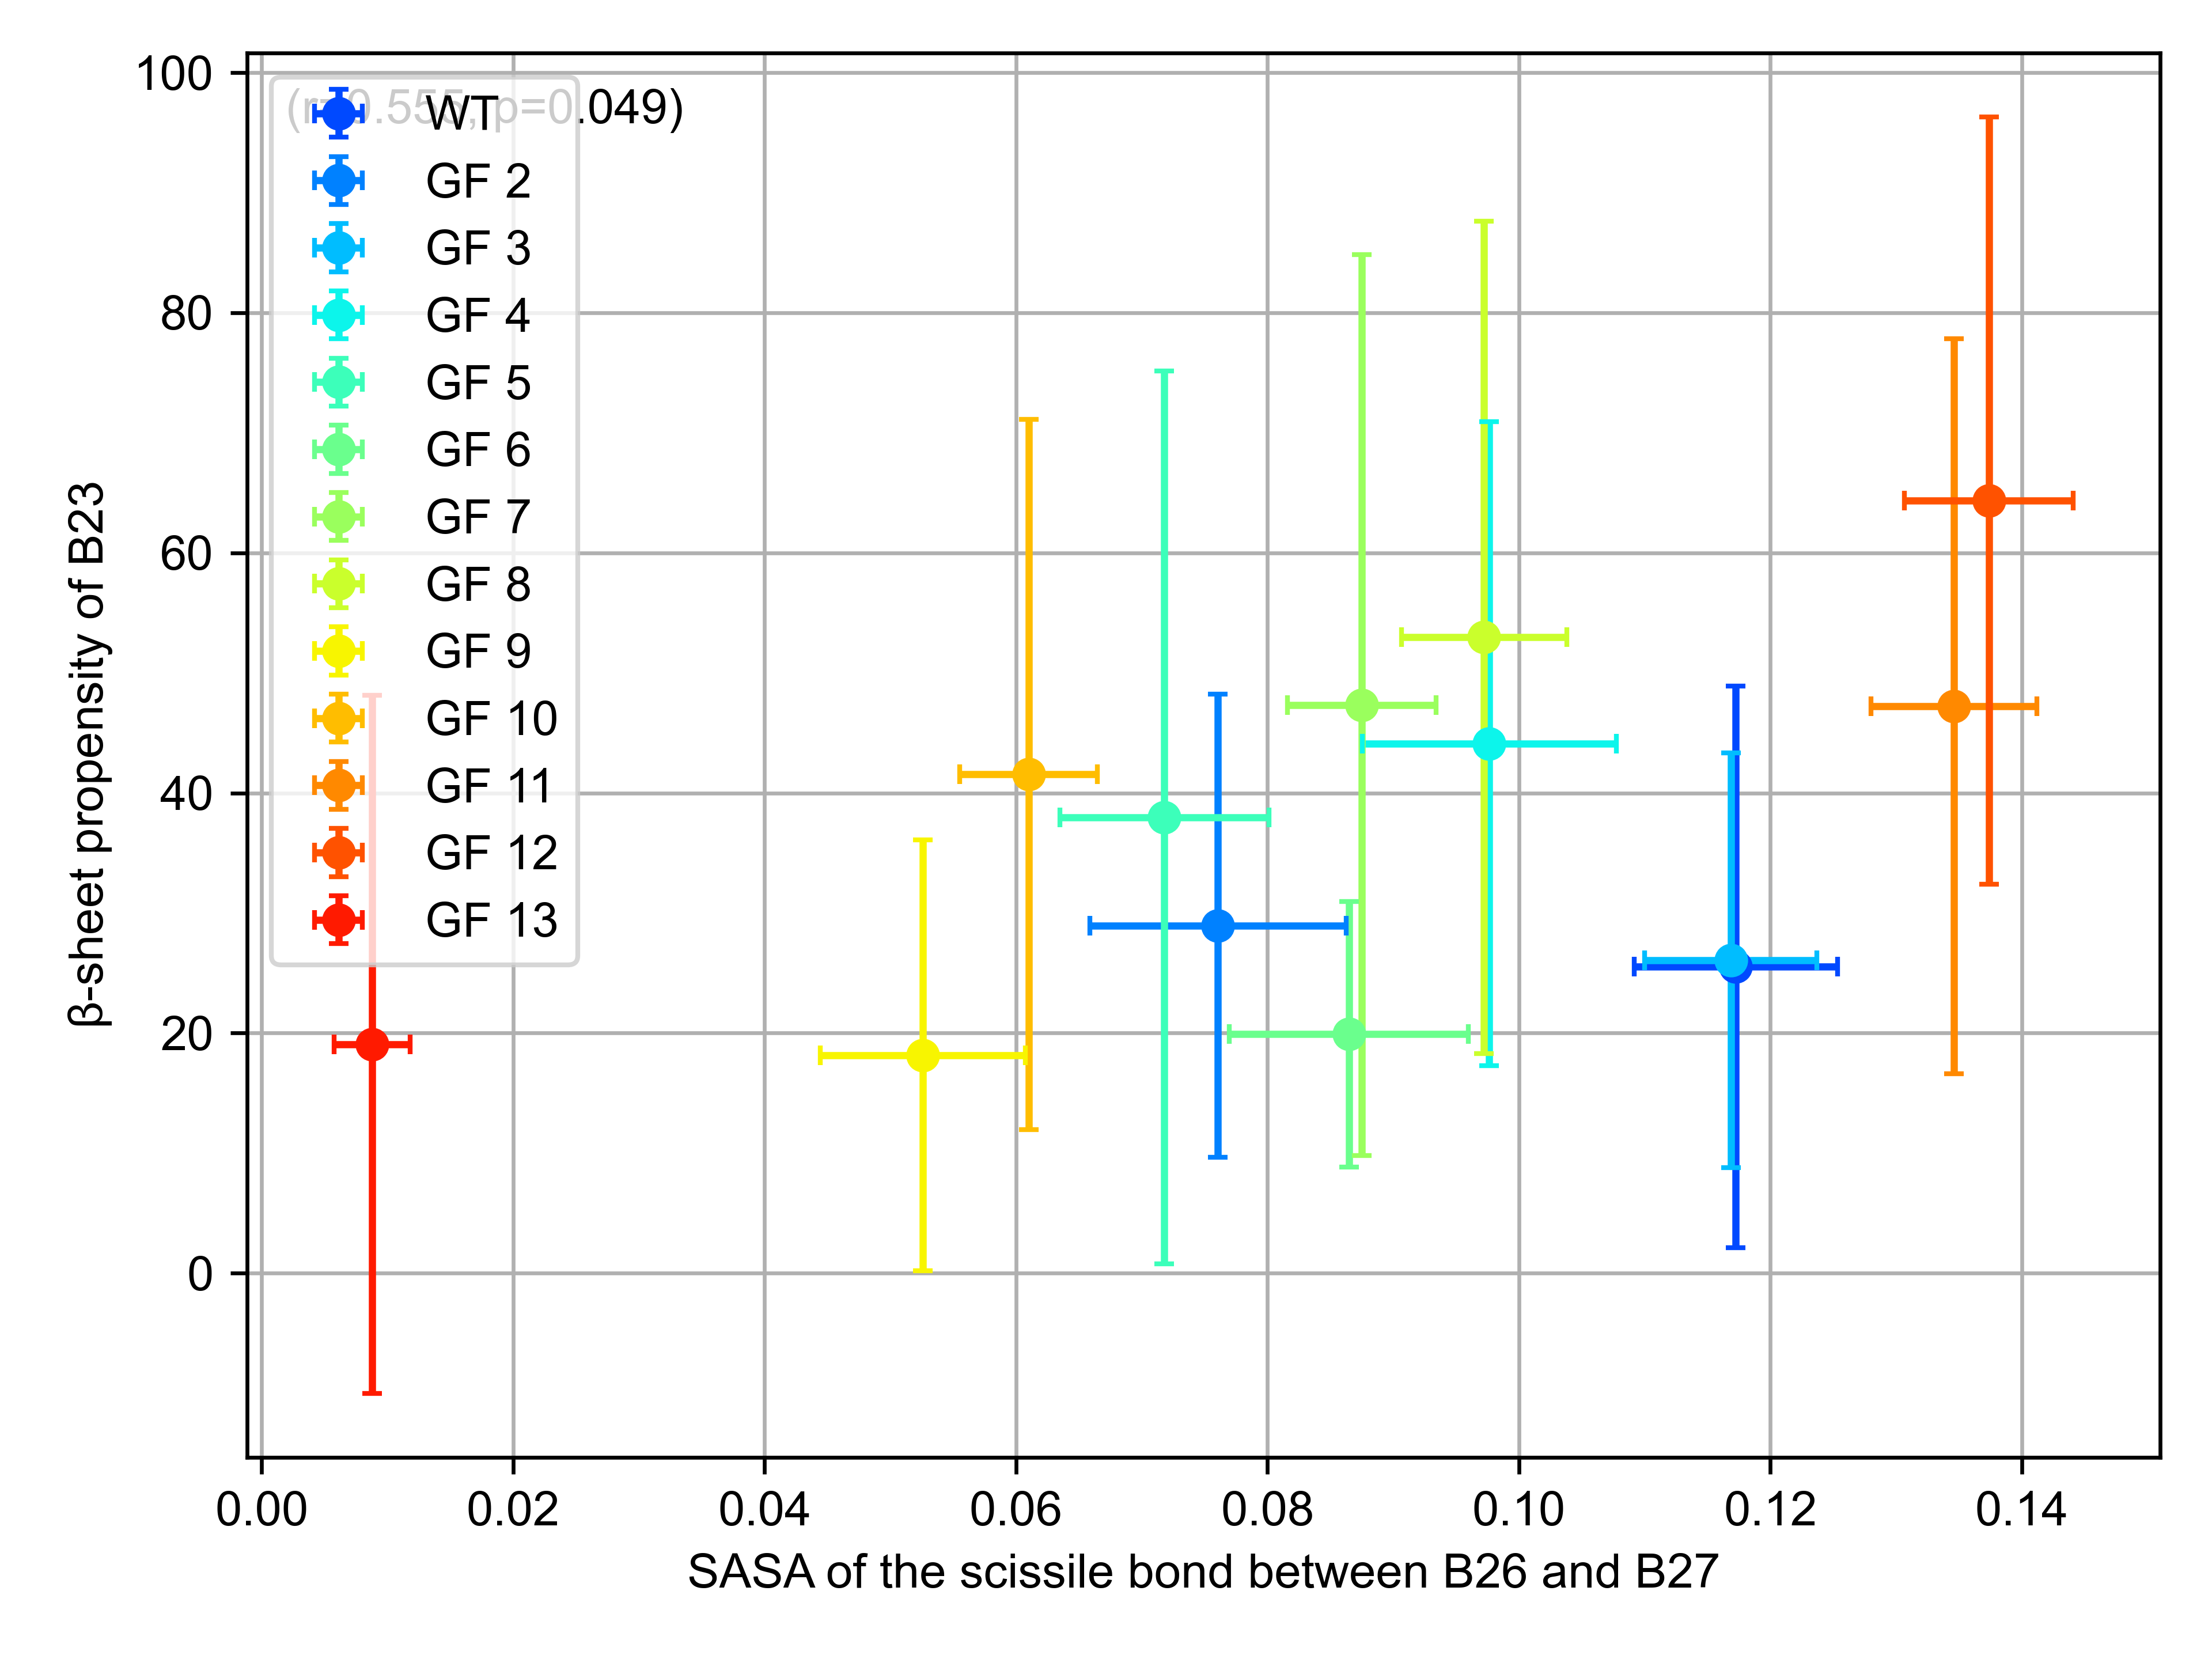 100
80
60
40
20
0
β-sheet propensity of B23
(r=0.555, p=0.049)
WT
GF 2
GF 3
GF 4
GF 5
GF 6
GF 7
GF 8
GF 9
GF 10
GF 11
GF 12
GF 13
0.00 0.02 0.04 0.06 0.08 0.10 0.12 0.14
SASA of the scissile bond between B26 and B27